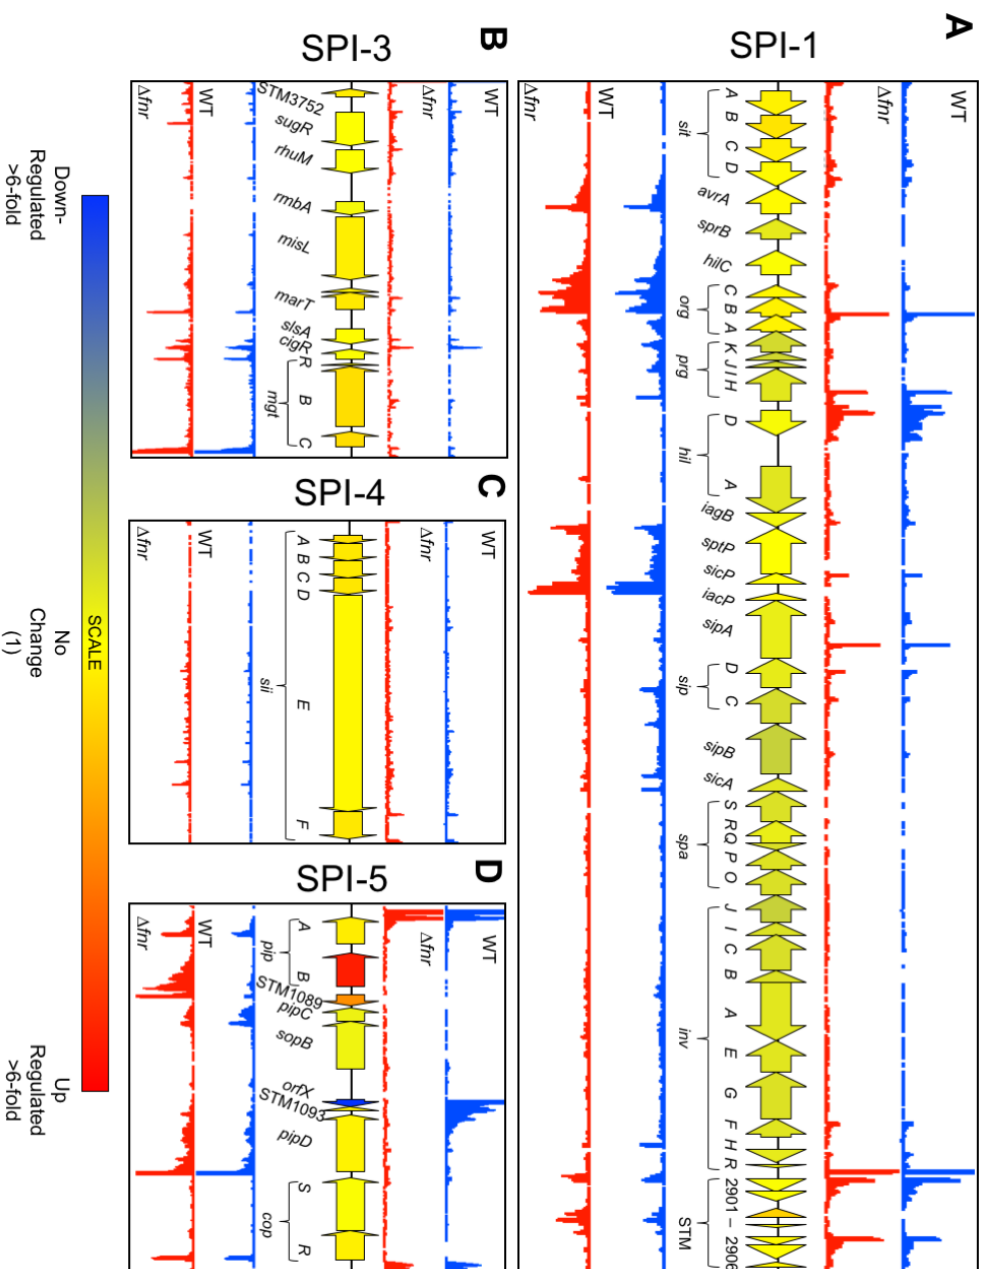 A
SPI-1
WT
Δfnr
A B C D
sit
avrA
sprB
hilC
C B A
org
K J I H
prg
D A
hil
iagB
sptP
sicP
iacP
sipA
D C
sip
sipB
sicA
S R Q P O
spa
J I C B A E G F H R
inv
2901 – 2906
STM
WT
Δfnr
B
SPI-3
WT
Δfnr
STM3752
sugR
rhuM
rmbA
misL
marT
slsA
cigR
R B C
mgt
WT
Δfnr
C
SPI-4
WT
Δfnr
A B C D E F
sii
WT
Δfnr
D
SPI-5
WT
Δfnr
A B
pip
STM1089
pipC
sopB
orfX
STM1093
pipD
S R
cop
WT
Δfnr
SCALE
Down-
Regulated
>6-fold
No
Change
(1)
Up
Regulated
>6-fold